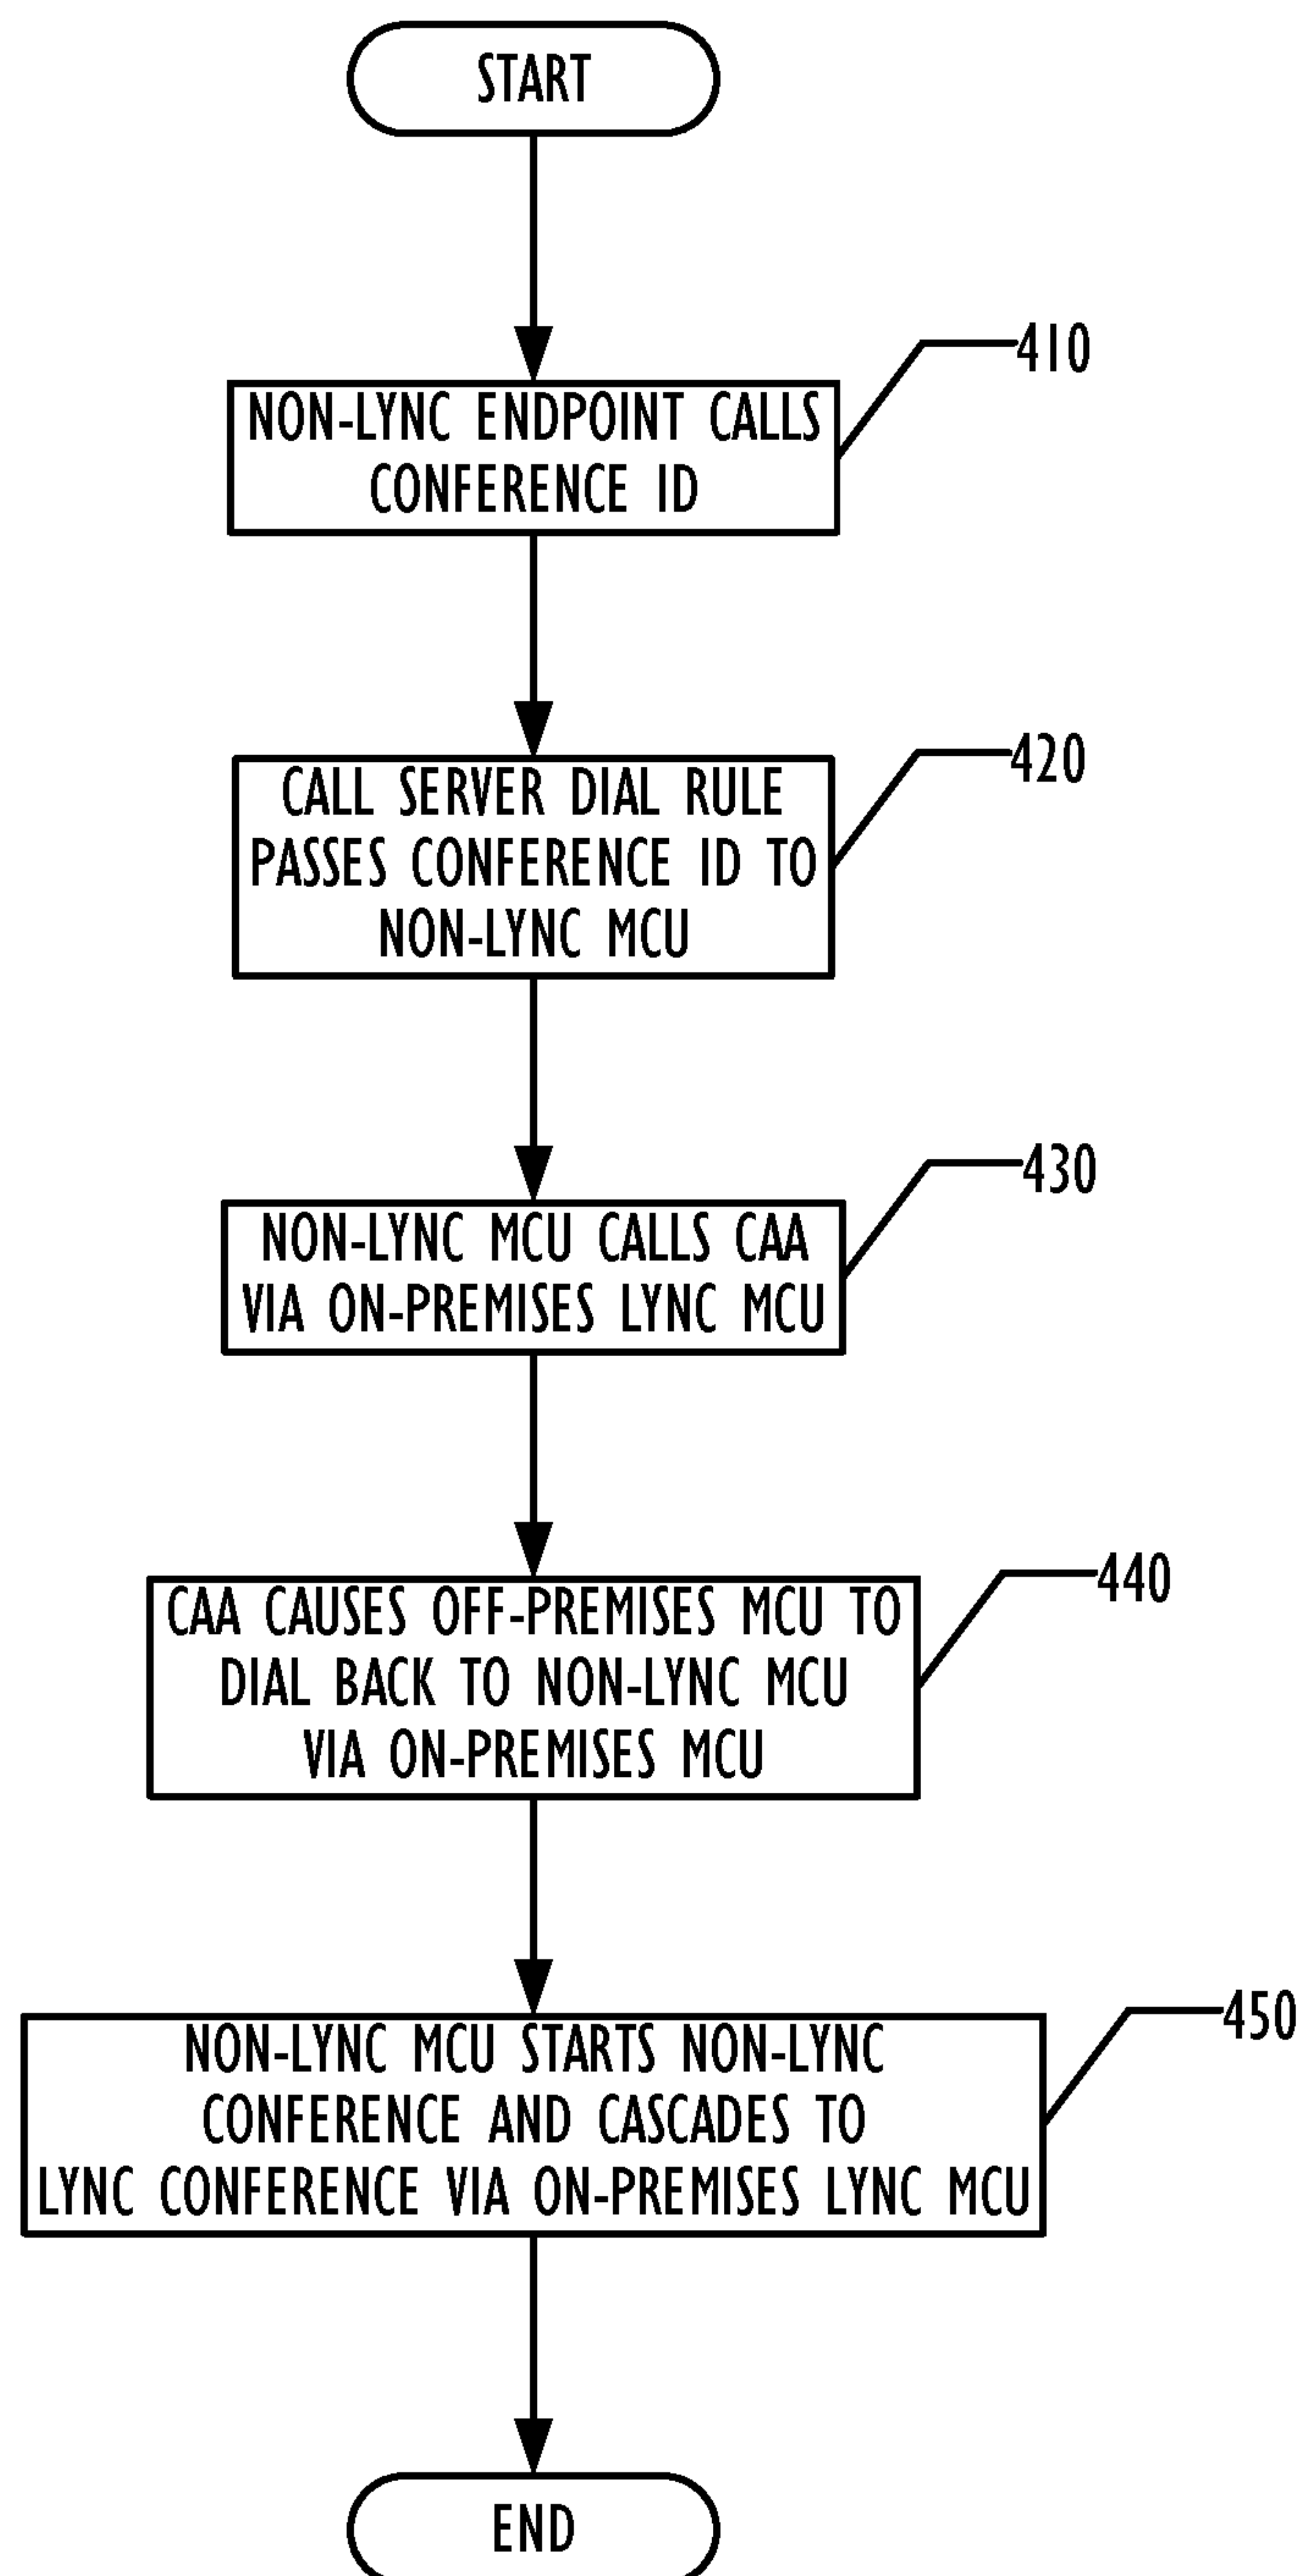 START
410
NON-LYNC ENDPOINT CALLS
CONFERENCE ID
420
CALL SERVER DIAL RULE
PASSES CONFERENCE ID TO
NON-LYNC MCU
430
NON-LYNC MCU CALLS CAA
VIA ON-PREMISES LYNC MCU
440
CAA CAUSES OFF-PREMISES MCU TO
DIAL BACK TO NON-LYNC MCU
VIA ON-PREMISES MCU
450
NON-LYNC MCU STARTS NON-LYNC
CONFERENCE AND CASCADES TO
LYNC CONFERENCE VIA ON-PREMISES LYNC MCU
END